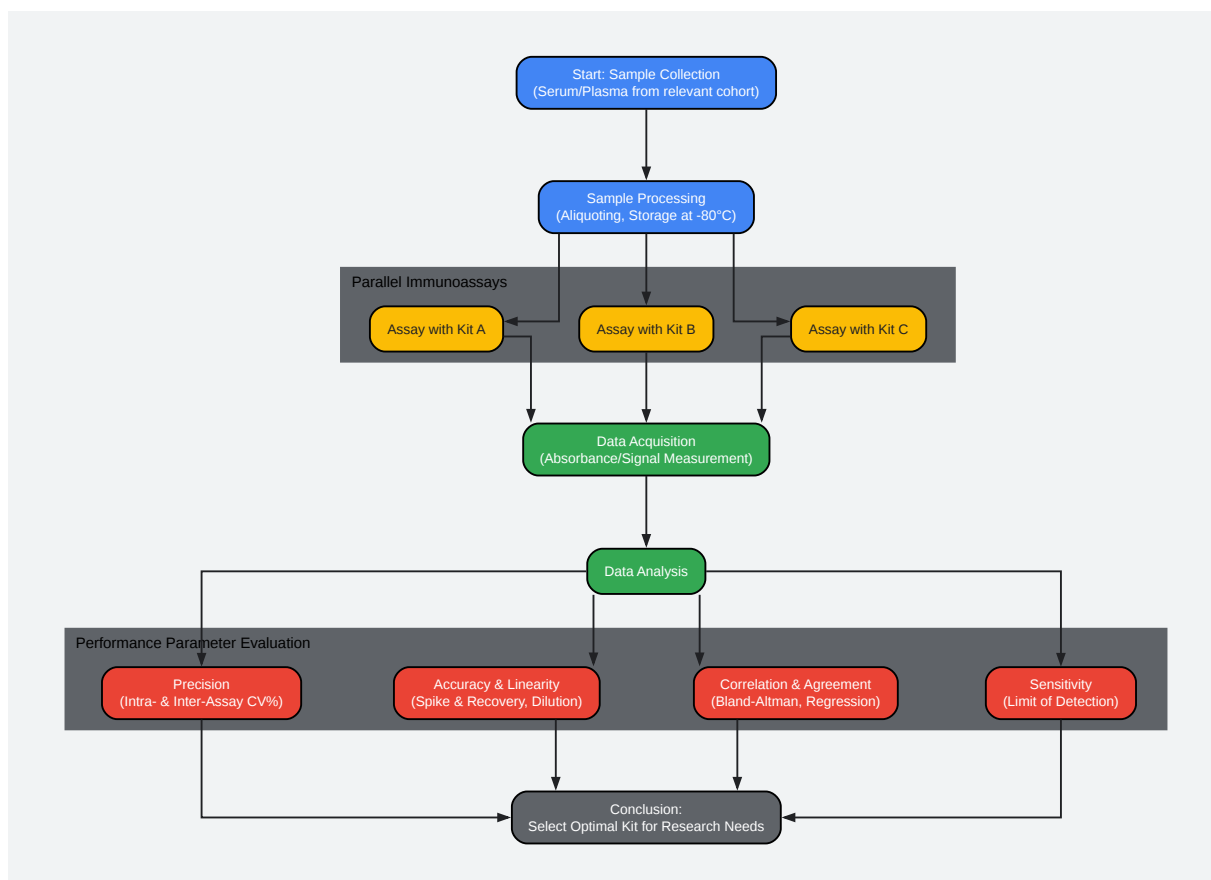 Start: Sample Collection
(Serum/Plasma from relevant cohort)
Sample Processing
(Aliquoting, Storage at -80°C)
Parallel Immunoassays
Assay with Kit A
Assay with Kit B
Assay with Kit C
Data Acquisition
(Absorbance/Signal Measurement)
Data Analysis
Performance Parameter Evaluation
Precision
(Intra- & Inter-Assay CV%)
Accuracy & Linearity
(Spike & Recovery, Dilution)
Correlation & Agreement
(Bland-Altman, Regression)
Sensitivity
(Limit of Detection)
Conclusion:
Select Optimal Kit for Research Needs